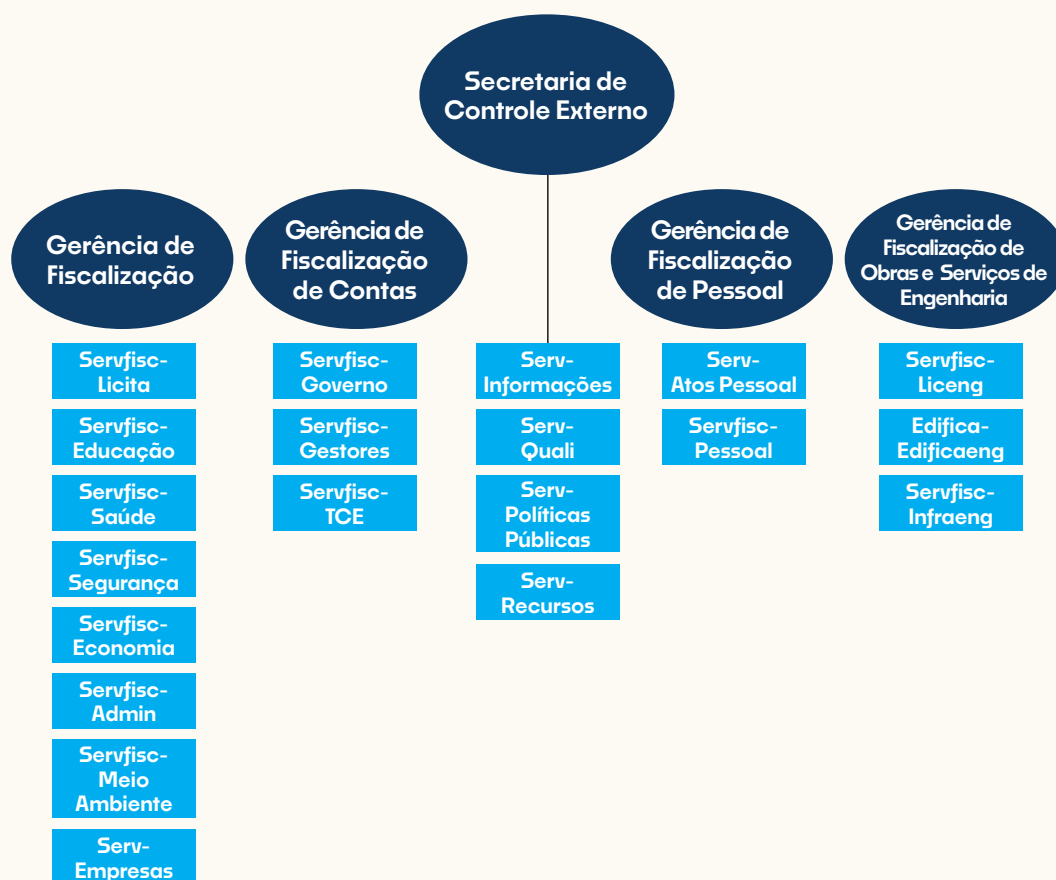 Secretaria de
Controle Externo
Gerência de
Fiscalização
Gerência de
Fiscalização
de Contas
Gerência de
Fiscalização
de Pessoal
Gerência de
Fiscalização de
Obras e Serviços de
Engenharia
Servfisc-
Licita
Servfisc-
Educação
Servfisc-
Saúde
Servfisc-
Segurança
Servfisc-
Economia
Servfisc-
Admin
Servfisc-
Meio
Ambiente
Serv-
Empresas
Servfisc-
Governo
Servfisc-
Gestores
Servfisc-
TCE
Serv-
Informações
Serv-
Quali
Serv-
Políticas
Públicas
Serv-
Recursos
Serv-
Atos Pessoal
Servfisc-
Pessoal
Servfisc-
Liceng
Edifica-
Edificaeng
Servfisc-
Infraeng